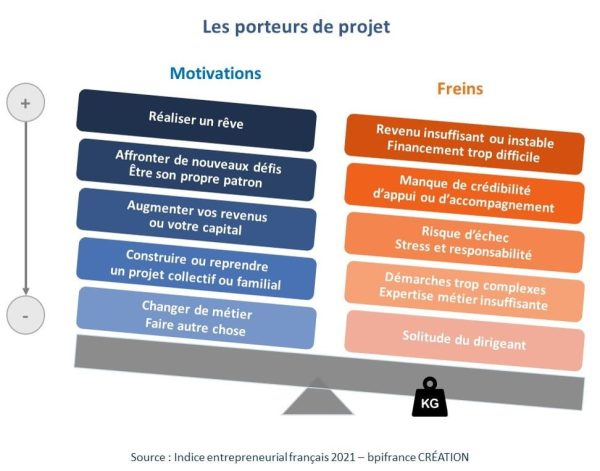 Les porteurs de projet
Motivations
Freins
+
Réaliser un rêve
Affronter de nouveaux défis
Être son propre patron
Augmenter vos revenus
ou votre capital
Construire ou reprendre
un projet collectif ou familial
Changer de métier
Faire autre chose
-
Revenu insuffisant ou instable
Financement trop difficile
Manque de crédibilité
d'appui ou d'accompagnement
Risque d'échec
Stress et responsabilité
Démarches trop complexes
Expertise métier insuffisante
Solitude du dirigeant
KG
Source : Indice entrepreneurial français 2021 – bpifrance CRÉATION